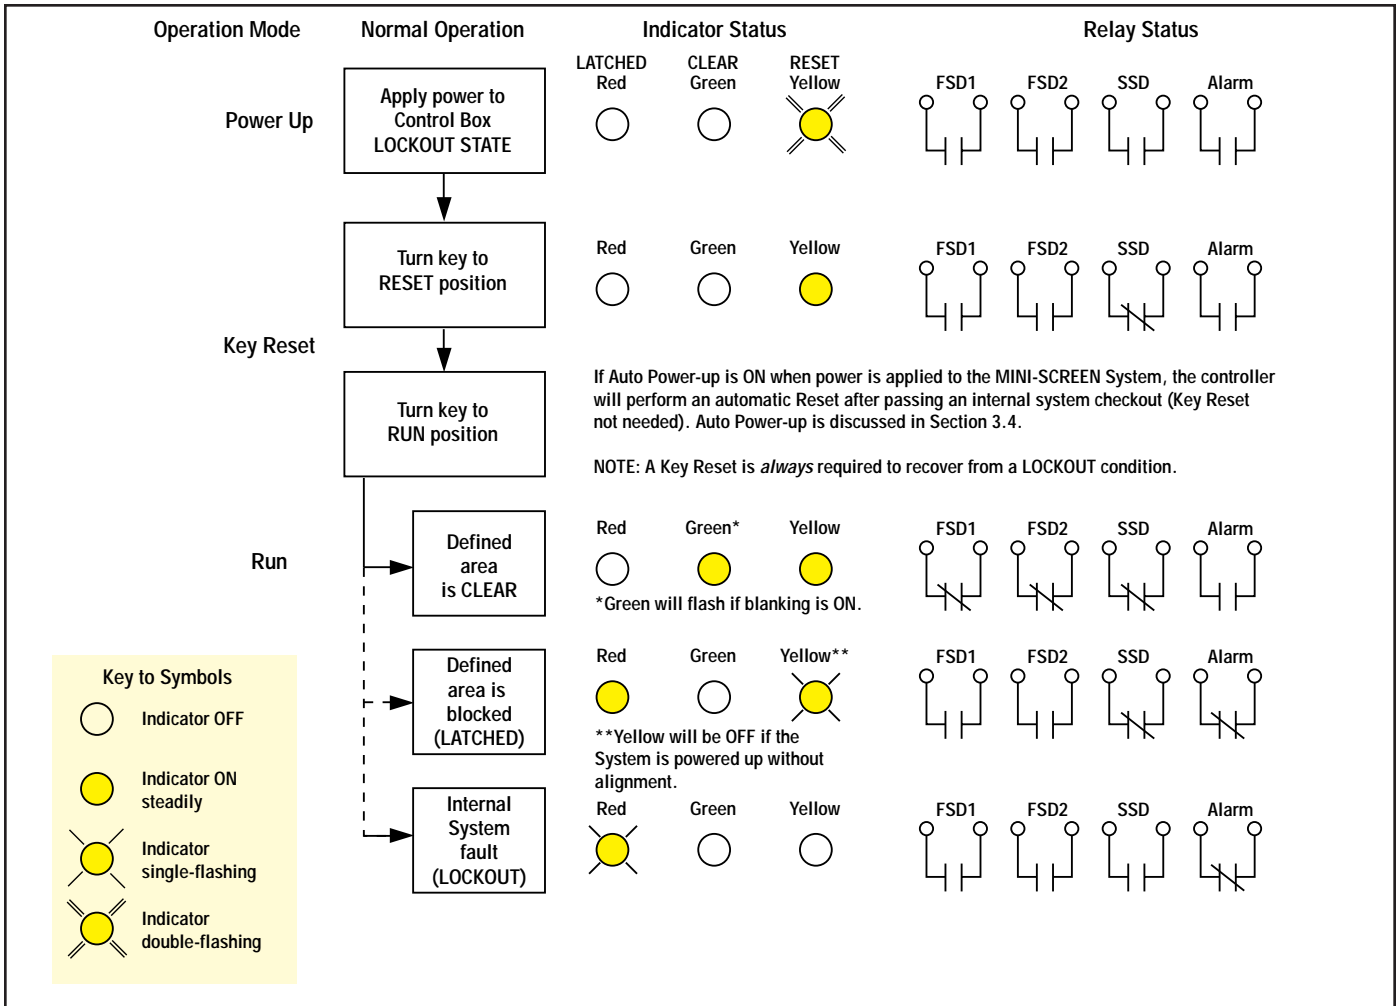 Operation Mode
Normal Operation
Indicator Status
Relay Status
LATCHED
Red
CLEAR
Green
RESET
Yellow
FSD1
FSD2
SSD
Alarm
Power Up
Apply power to
Control Box
LOCKOUT STATE
Turn key to
RESET position
Red
Green
Yellow
FSD1
FSD2
SSD
Alarm
Key Reset
Turn key to
RUN position
If Auto Power-up is ON when power is applied to the MINI-SCREEN System, the controller
will perform an automatic Reset after passing an internal system checkout (Key Reset
not needed). Auto Power-up is discussed in Section 3.4.
NOTE: A Key Reset is always required to recover from a LOCKOUT condition.
Run
Defined
area
is CLEAR
Red
Green*
Yellow
FSD1
FSD2
SSD
Alarm
*Green will flash if blanking is ON.
Defined
area is
blocked
(LATCHED)
Red
Green
Yellow**
FSD1
FSD2
SSD
Alarm
**Yellow will be OFF if the
System is powered up without
alignment.
Internal
System
fault
(LOCKOUT)
Red
Green
Yellow
FSD1
FSD2
SSD
Alarm
Key to Symbols
Indicator OFF
Indicator ON
steadily
Indicator
single-flashing
Indicator
double-flashing